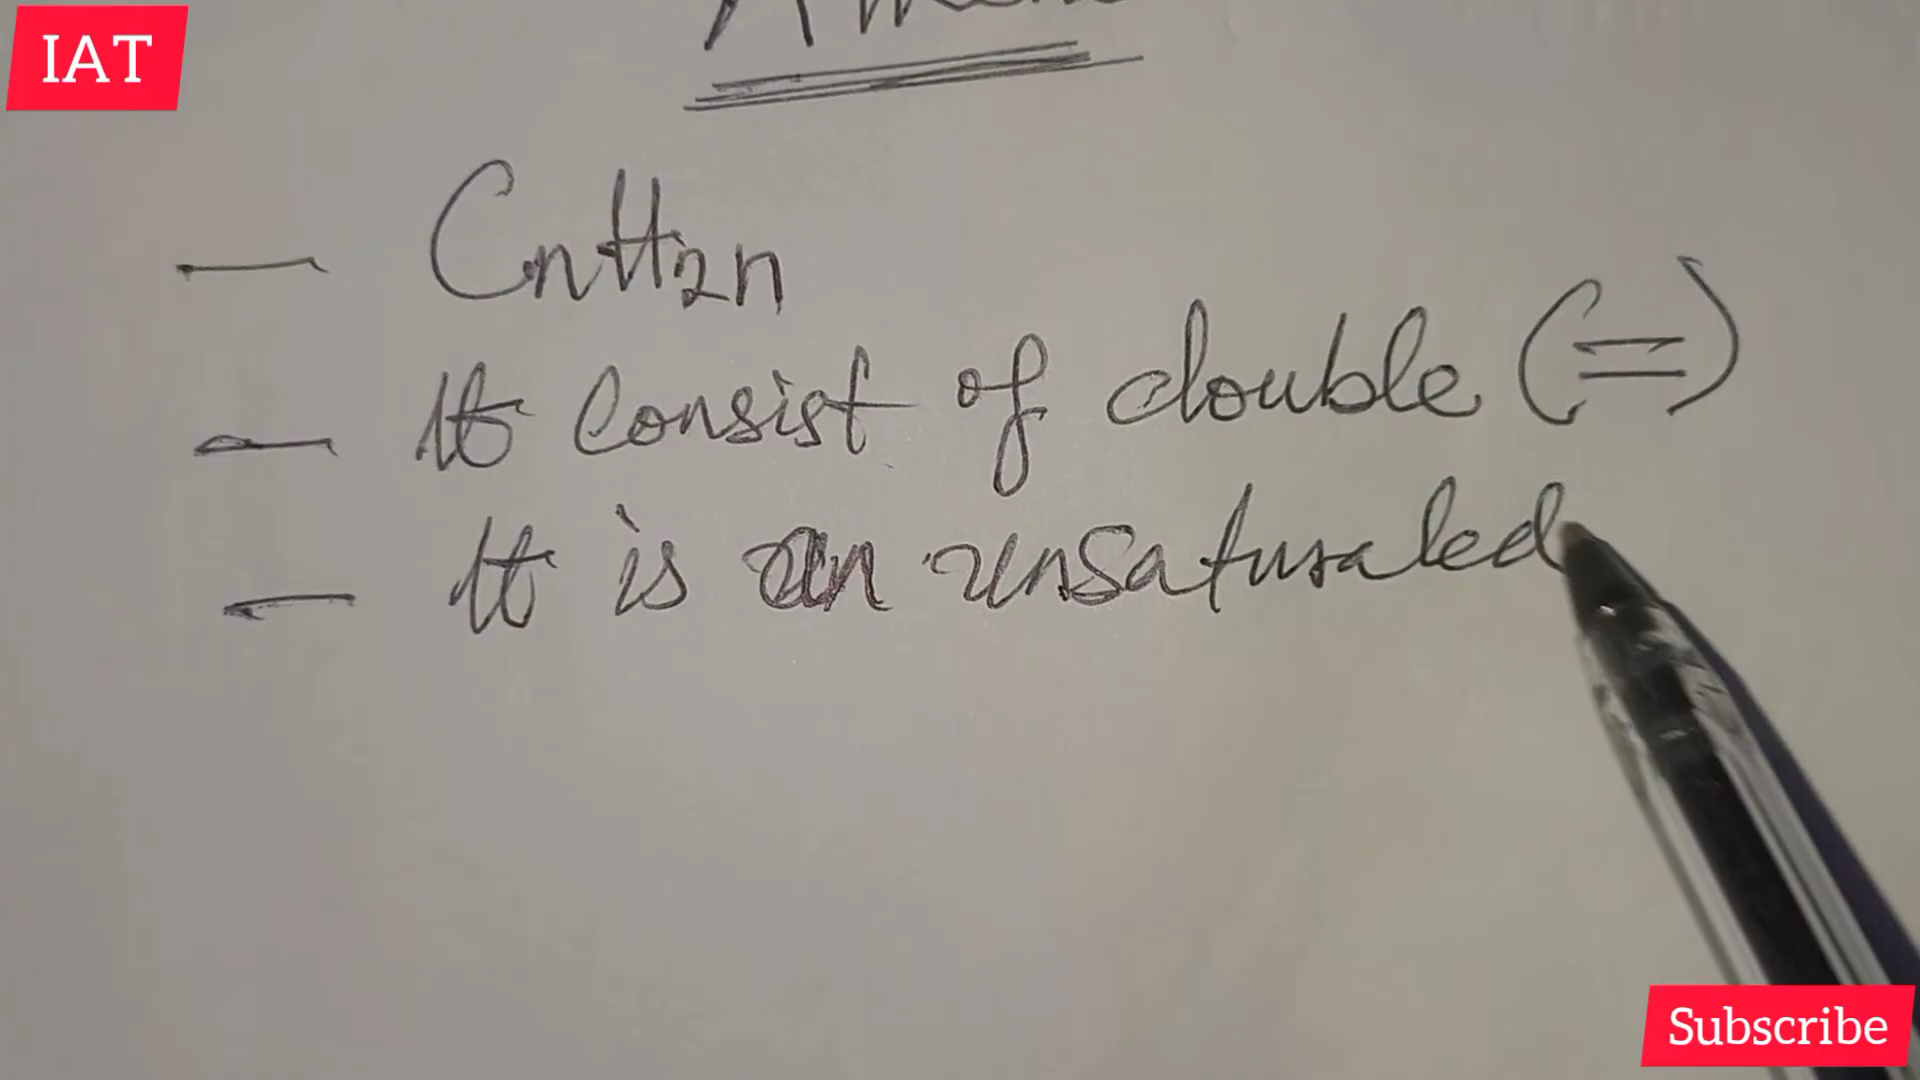 IAT
- CnH2n
- It consist of double (=)
- It is an unsaturated
Subscribe